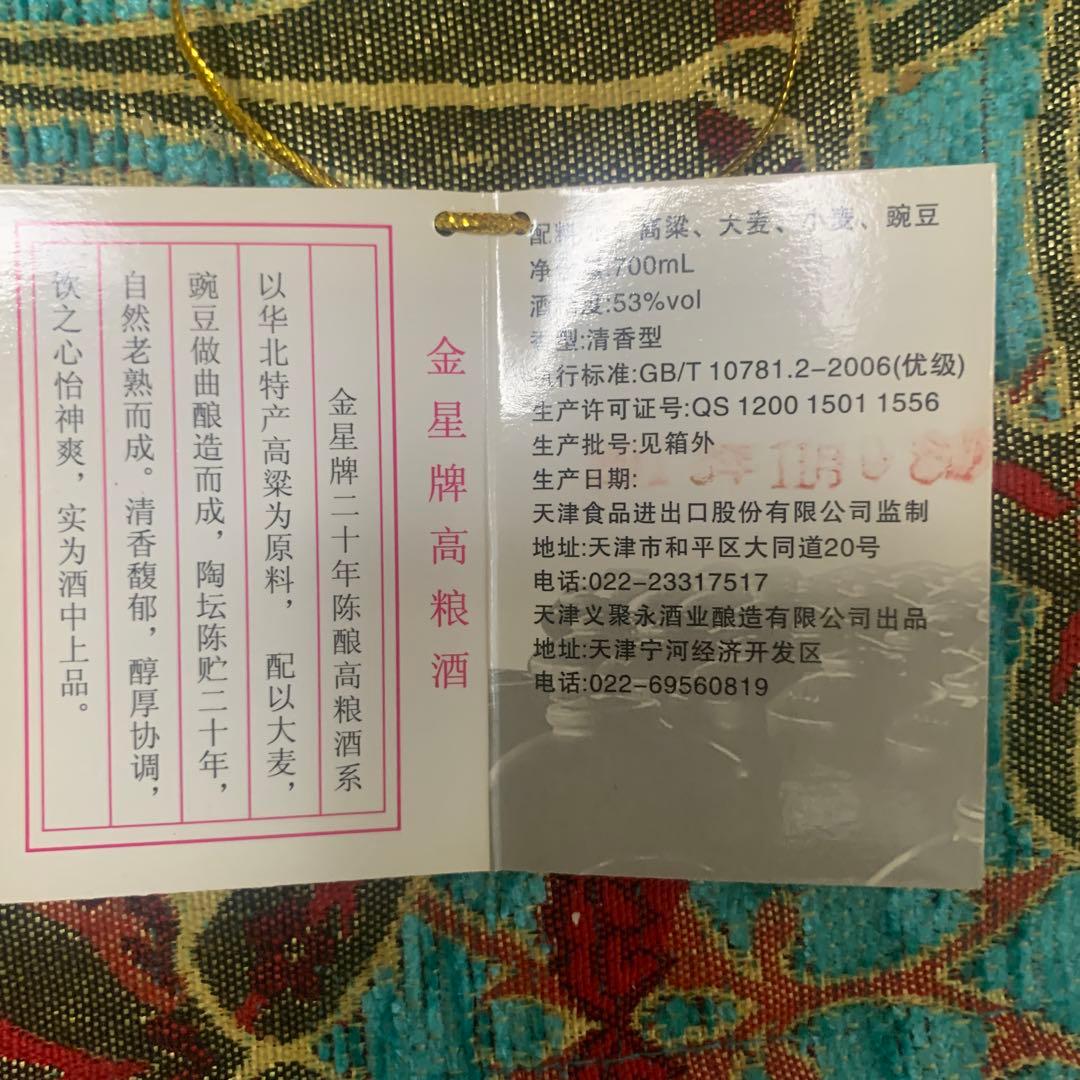 金星牌高粮酒
金星牌二十年陈酿高粮酒系
以华北特产高粱为原料，配以大麦，
豌豆做曲酿造而成，陶坛陈贮二十年，
自然老熟而成。清香馥郁，醇厚协调，
饮之心怡神爽，实为酒中上品。
配料 高粱、大麦、小麦、豌豆
净 :700mL
酒 度:53%vol
香型:清香型
执行标准:GB/T 10781.2-2006(优级)
生产许可证号:QS 1200 1501 1556
生产批号:见箱外
生产日期:
天津食品进出口股份有限公司监制
地址:天津市和平区大同道20号
电话:022-23317517
天津义聚永酒业酿造有限公司出品
地址:天津宁河经济开发区
电话:022-69560819